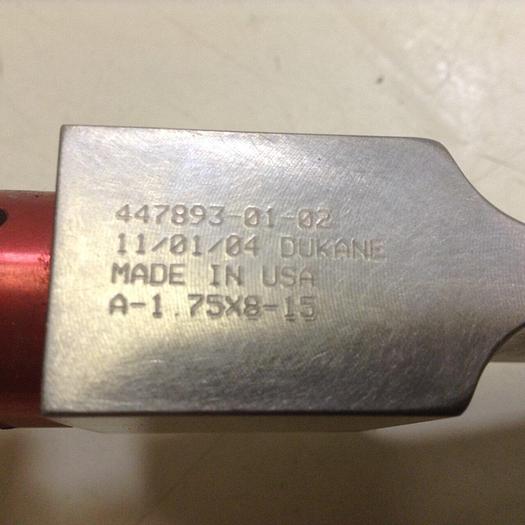 447893-01-02
11/01/04 DUKANE
MADE IN USA
A-1.75X8-15